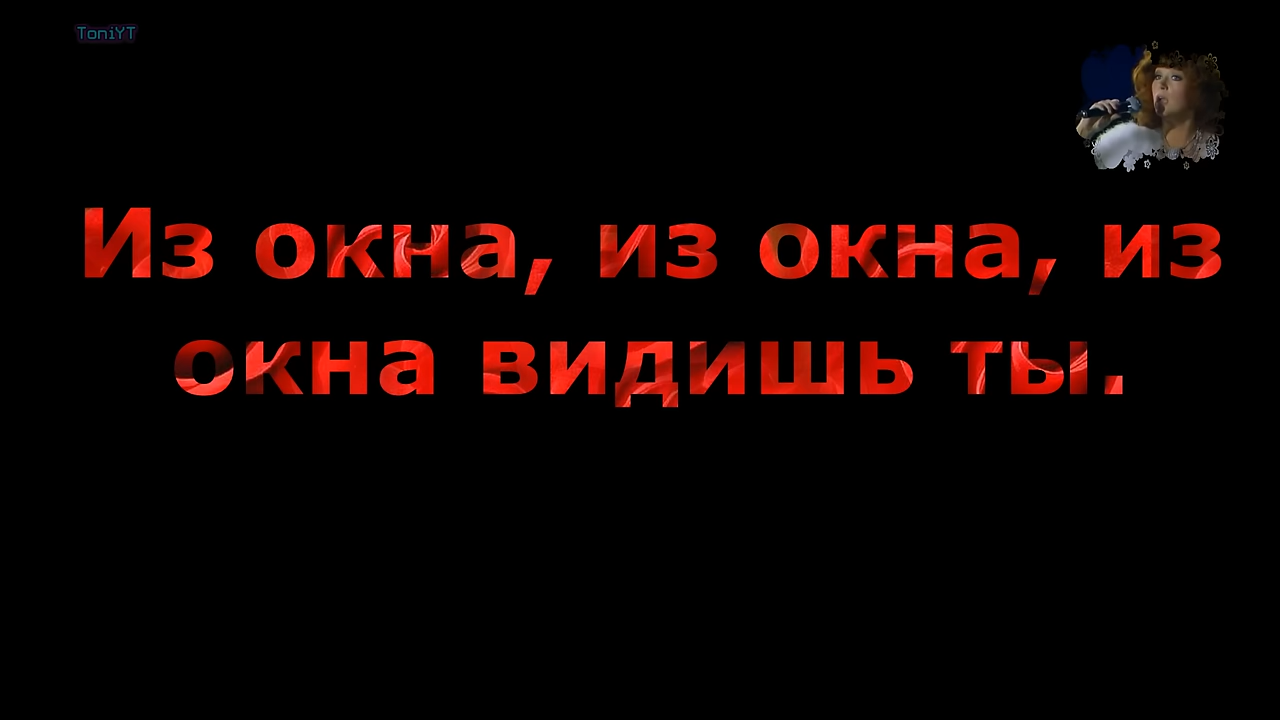 ToniYT
Из окна, из окна, из
окна видишь ты.